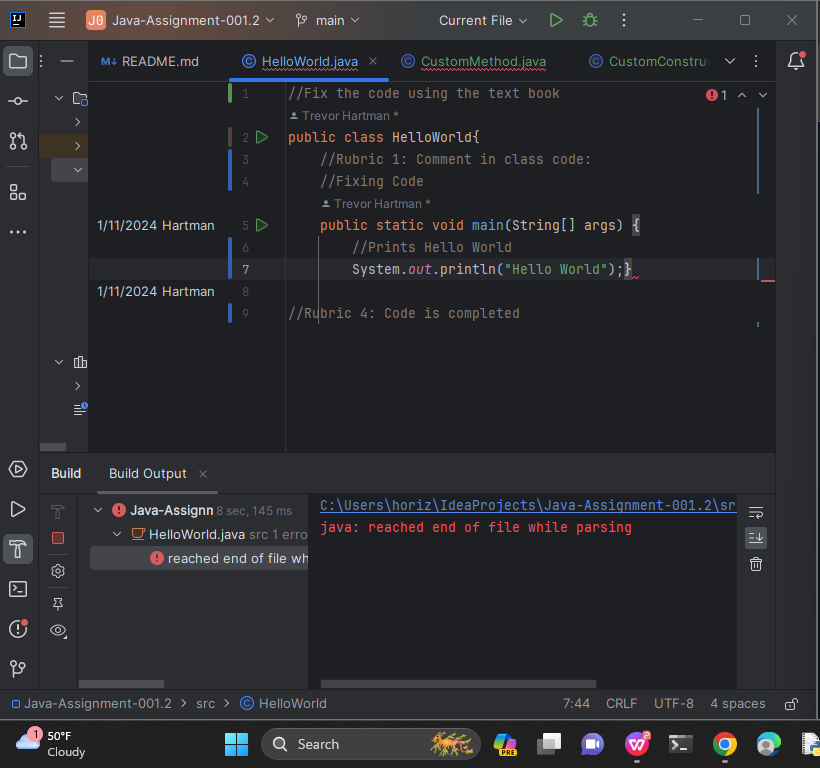 J0 Java-Assignment-001.2 main Current File
README.md HelloWorld.java CustomMethod.java CustomConstru
1 //Fix the code using the text book
1
Trevor Hartman *
2 public class HelloWorld{
3 //Rubric 1: Comment in class code:
4 //Fixing Code
Trevor Hartman *
1/11/2024 Hartman 5 public static void main(String[] args) {
6 //Prints Hello World
7 System.out.println("Hello World");}
1/11/2024 Hartman 8
9 //Rubric 4: Code is completed
Build Build Output
Java-Assignn 8 sec, 145 ms
HelloWorld.java src 1 erro
reached end of file wh
C:\Users\horiz\IdeaProjects\Java-Assignment-001.2\sr
java: reached end of file while parsing
Java-Assignment-001.2 > src > HelloWorld 7:44 CRLF UTF-8 4 spaces
1 50°F
Cloudy
Search
PRE